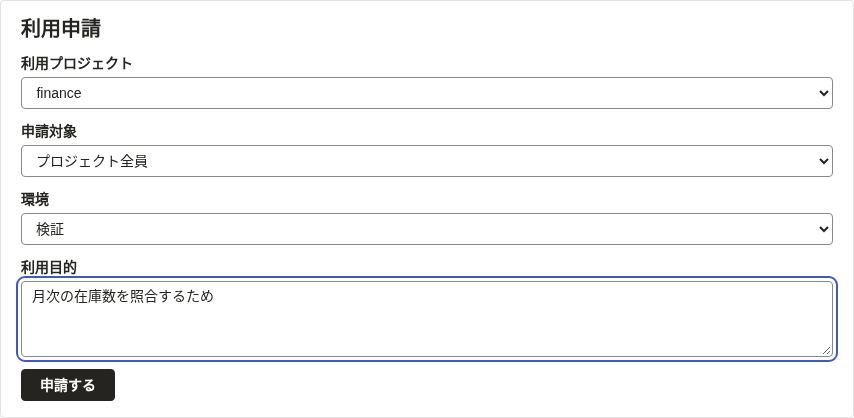 利用申請
利用プロジェクト
finance
申請対象
プロジェクト全員
環境
検証
利用目的
月次の在庫数を照合するため
申請する